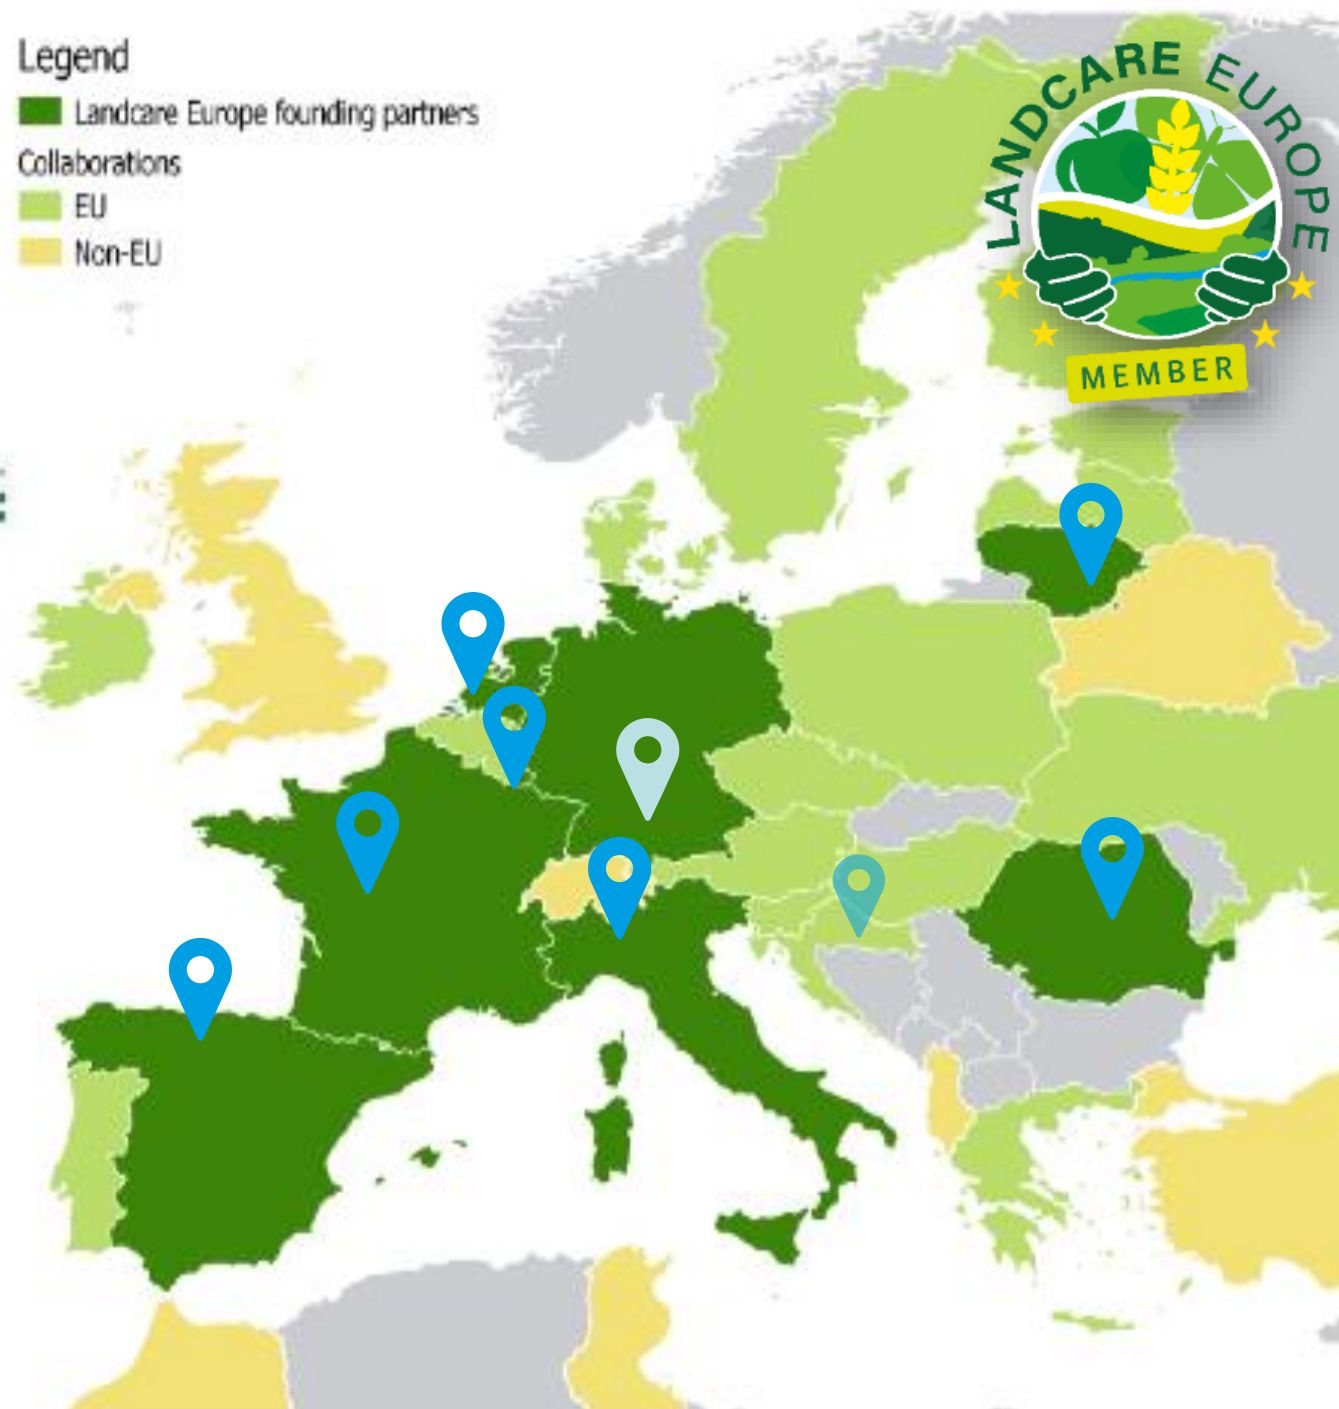 Legend
Landcare Europe founding partners
Collaborations
EU
Non-EU
LANDCARE EUROPE
MEMBER